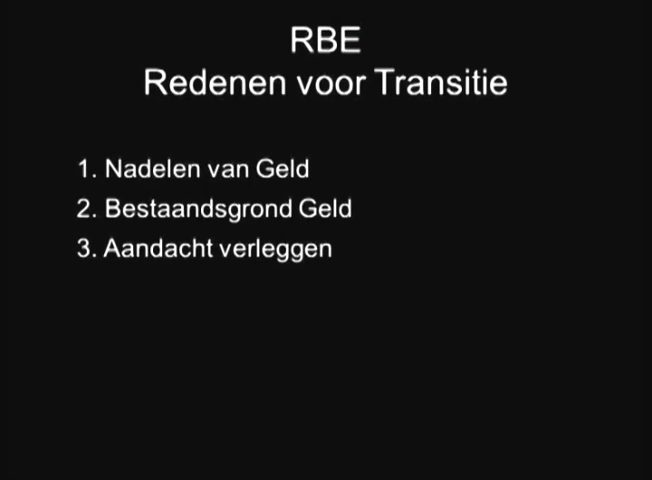 RBE
Redenen voor Transitie
1. Nadelen van Geld
2. Bestaandsgrond Geld
3. Aandacht verleggen